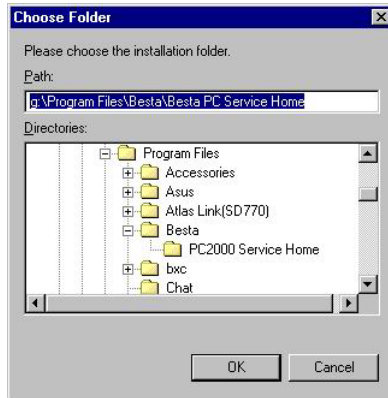 Choose Folder
Please choose the installation folder.
Path:
g:\Program Files\Besta\Besta PC Service Home
Directories:
Program Files
Accessories
Asus
Atlas Link(SD770)
Besta
PC2000 Service Home
bxc
Chat
OK Cancel